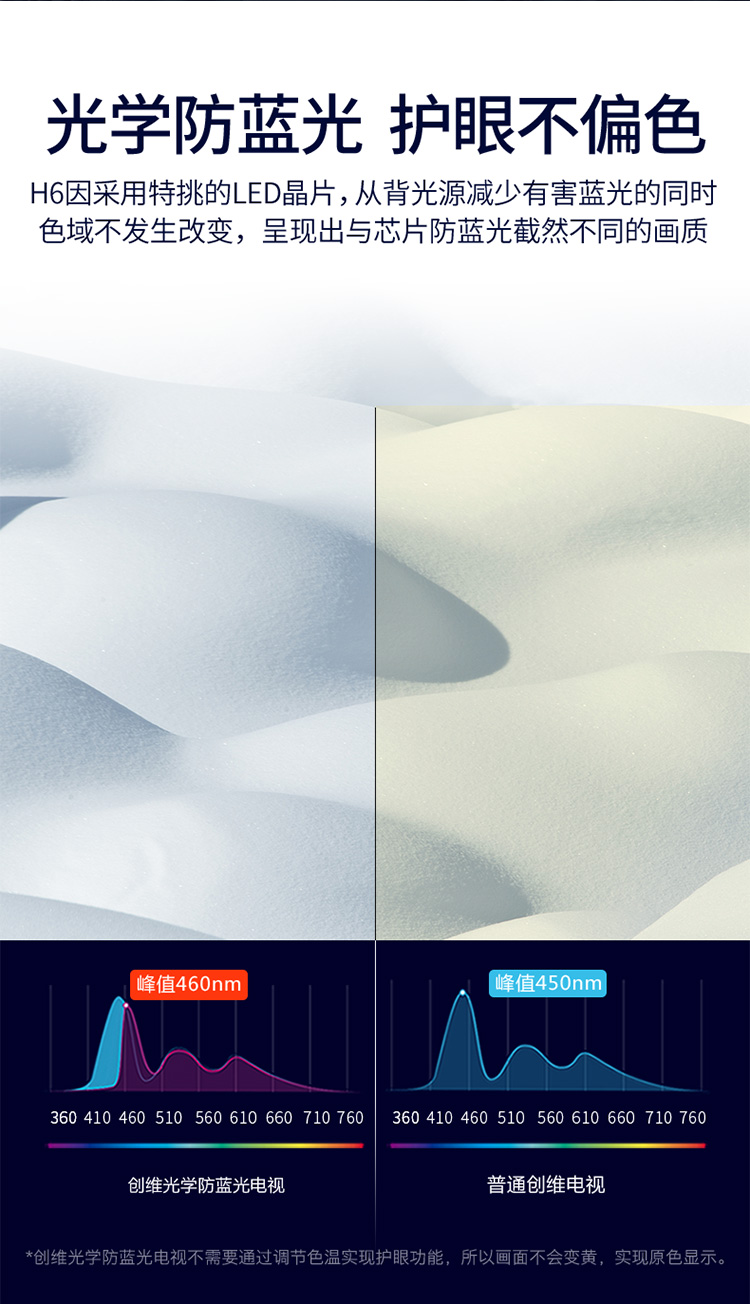 光学防蓝光 护眼不偏色
H6因采用特挑的LED晶片，从背光源减少有害蓝光的同时
色域不发生改变，呈现出与芯片防蓝光截然不同的画质
峰值460nm
360 410 460 510 560 610 660 710 760
创维光学防蓝光电视
峰值450nm
360 410 460 510 560 610 660 710 760
普通创维电视
*创维光学防蓝光电视不需要通过调节色温实现护眼功能，所以画面不会变黄，实现原色显示。